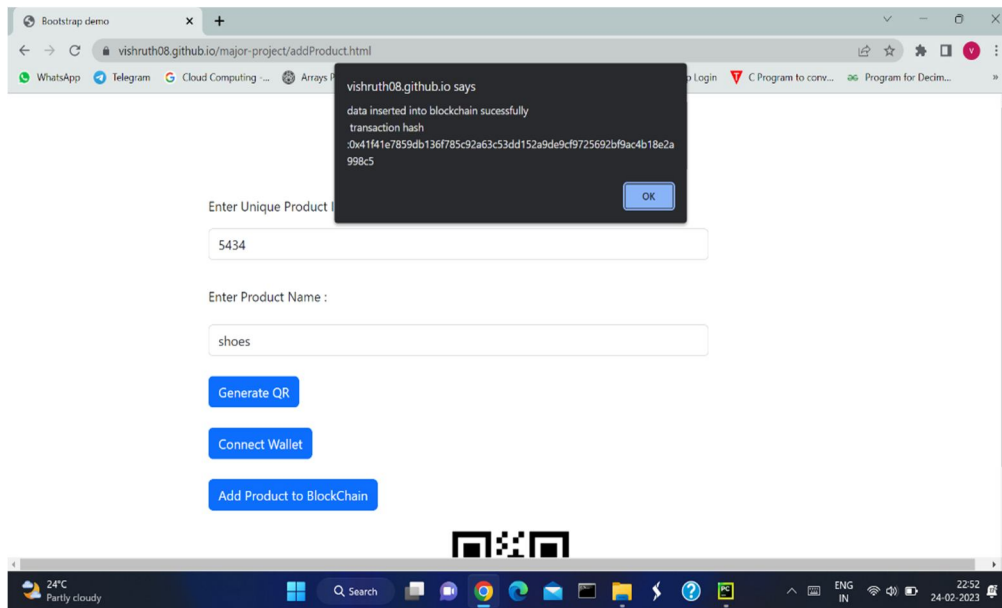 Bootstrap demo
vishruth08.github.io/major-project/addProduct.html
V
WhatsApp Telegram G Cloud Computing -... Arrays P Login C Program to conv... Program for Decim... »
vishruth08.github.io says
data inserted into blockchain sucessfully
transaction hash
:0x41f41e7859db136f785c92a63c53dd152a9de9cf9725692bf9ac4b18e2a
998c5
OK
Enter Unique Product I
5434
Enter Product Name :
shoes
Generate QR
Connect Wallet
Add Product to BlockChain
24°C
Partly cloudy
Search
PC
ENG
IN
22:52
24-02-2023